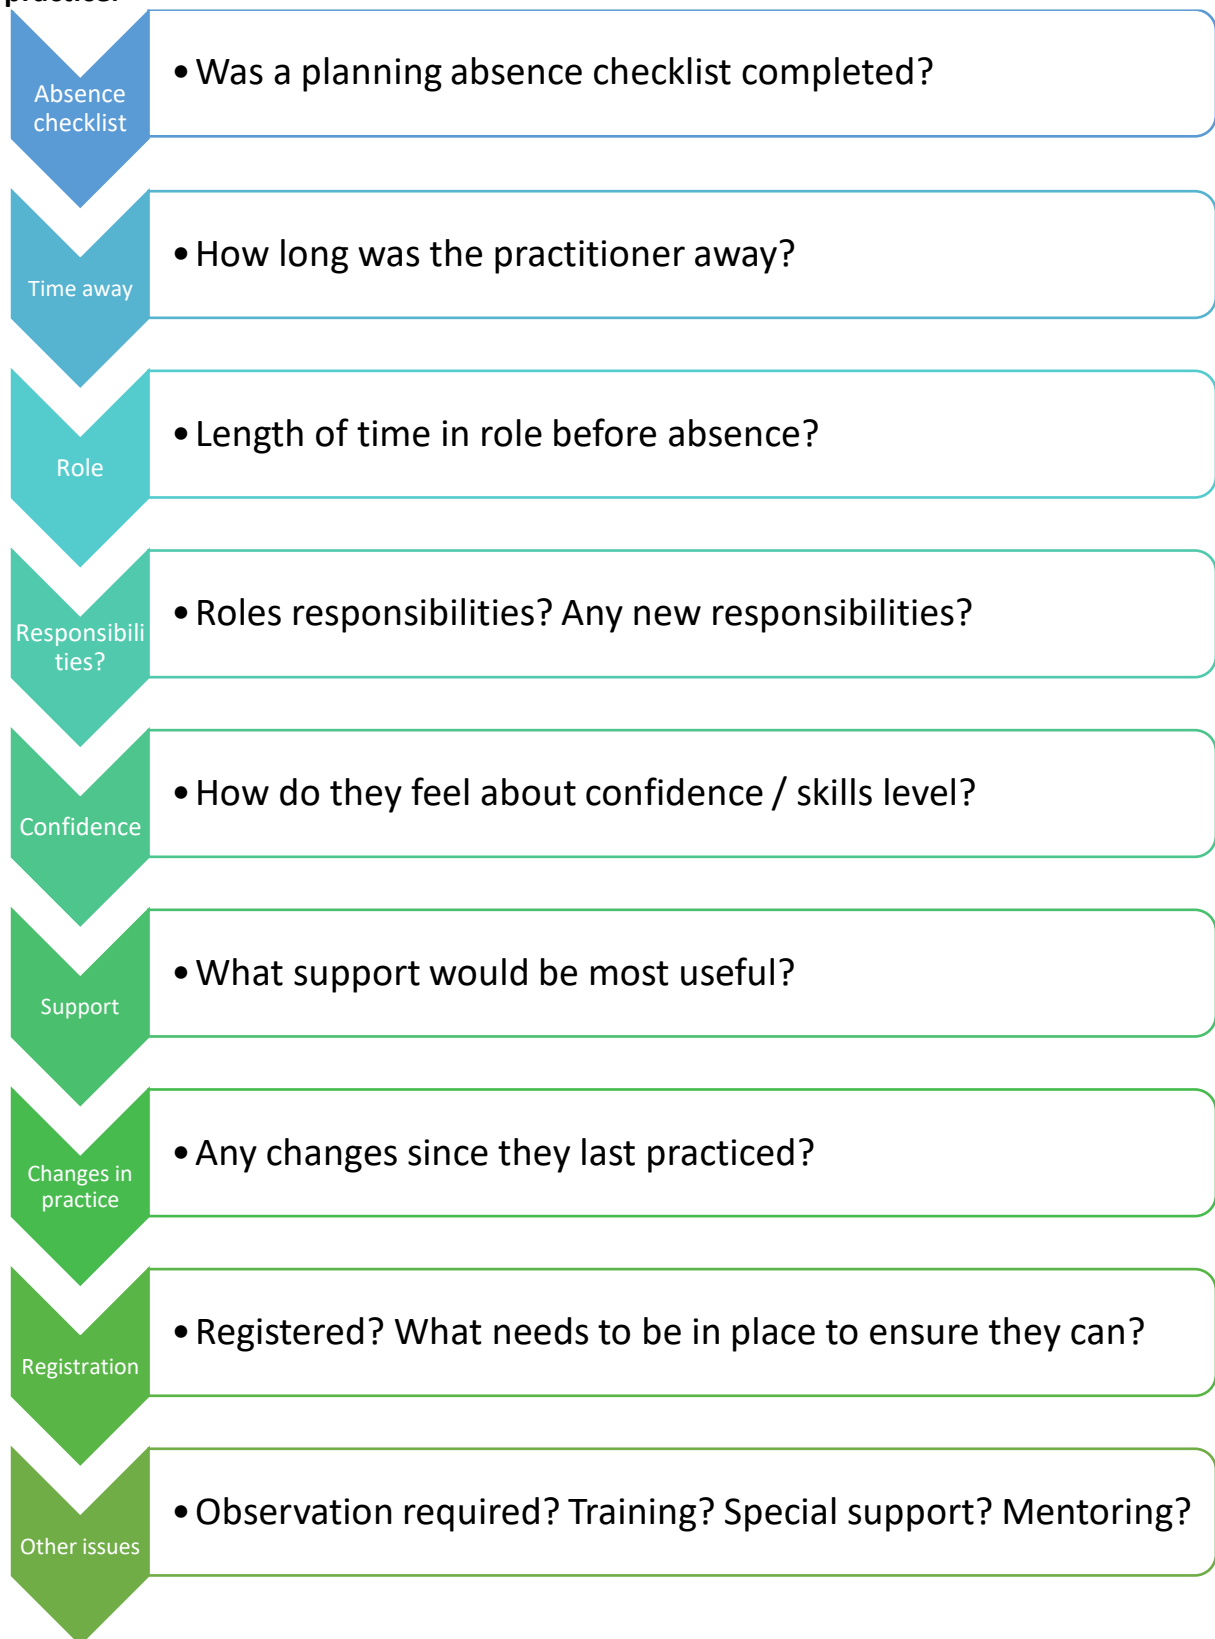 practice.
Absence
checklist
• Was a planning absence checklist completed?
Time away
• How long was the practitioner away?
Role
• Length of time in role before absence?
Responsibili
ties?
• Roles responsibilities? Any new responsibilities?
Confidence
• How do they feel about confidence / skills level?
Support
• What support would be most useful?
Changes in
practice
• Any changes since they last practiced?
Registration
• Registered? What needs to be in place to ensure they can?
Other issues
• Observation required? Training? Special support? Mentoring?